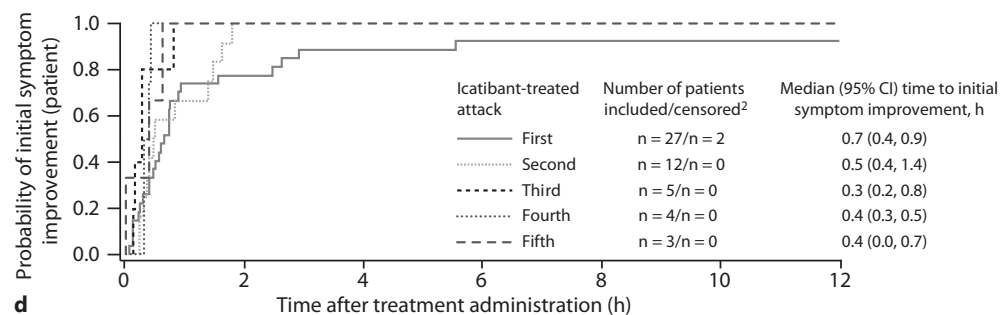 Probability of initial symptom
improvement (patient)
1.0
0.8
0.6
0.4
0.2
0.0
Icatibant-treated attack Number of patients included/censored² Median (95% CI) time to initial symptom improvement, h
First n = 27/n = 2 0.7 (0.4, 0.9)
Second n = 12/n = 0 0.5 (0.4, 1.4)
Third n = 5/n = 0 0.3 (0.2, 0.8)
Fourth n = 4/n = 0 0.4 (0.3, 0.5)
Fifth n = 3/n = 0 0.4 (0.0, 0.7)
0 2 4 6 8 10 12
d Time after treatment administration (h)